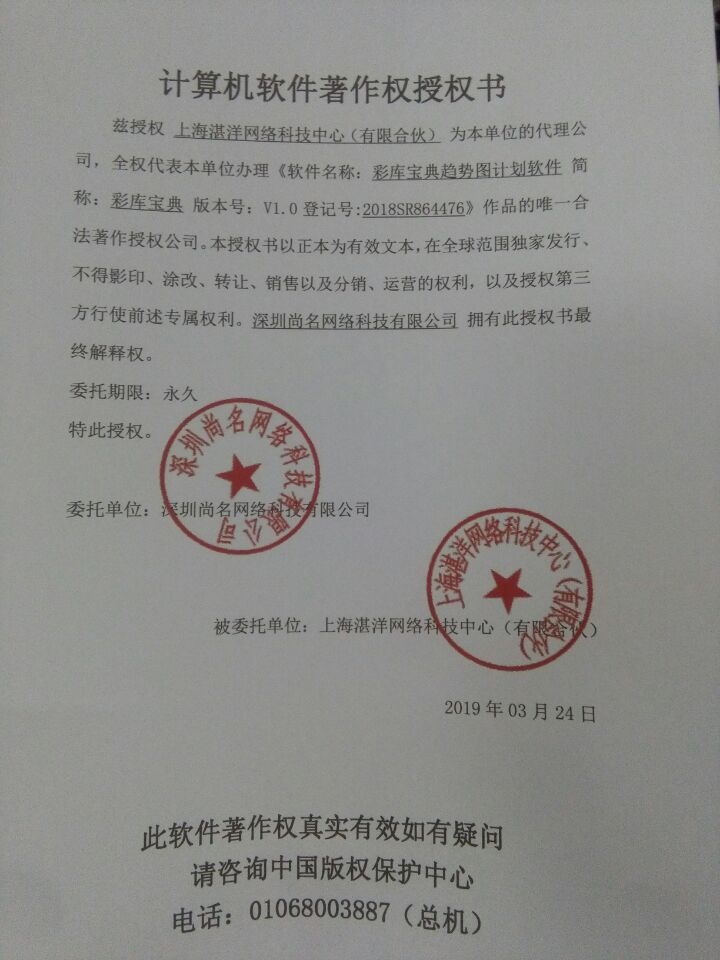 计算机软件著作权授权书
兹授权 上海湛洋网络科技中心（有限合伙） 为本单位的代理公
司，全权代表本单位办理《软件名称：彩库宝典趋势图计划软件 简
称：彩库宝典 版本号：V1.0 登记号:2018SR864476》作品的唯一合
法著作授权公司。本授权书以正本为有效文本，在全球范围独家发行、
不得影印、涂改、转让、销售以及分销、运营的权利，以及授权第三
方行使前述专属权利。深圳尚名网络科技有限公司 拥有此授权书最
终解释权。
委托期限：永久
特此授权。
深圳尚名网络科技有限公司
委托单位：深圳尚名网络科技有限公司
上海湛洋网络科技中心（有限合伙）
被委托单位：上海湛洋网络科技中心（有限合伙）
2019 年 03 月 24 日
此软件著作权真实有效如有疑问
请咨询中国版权保护中心
电话：01068003887（总机）